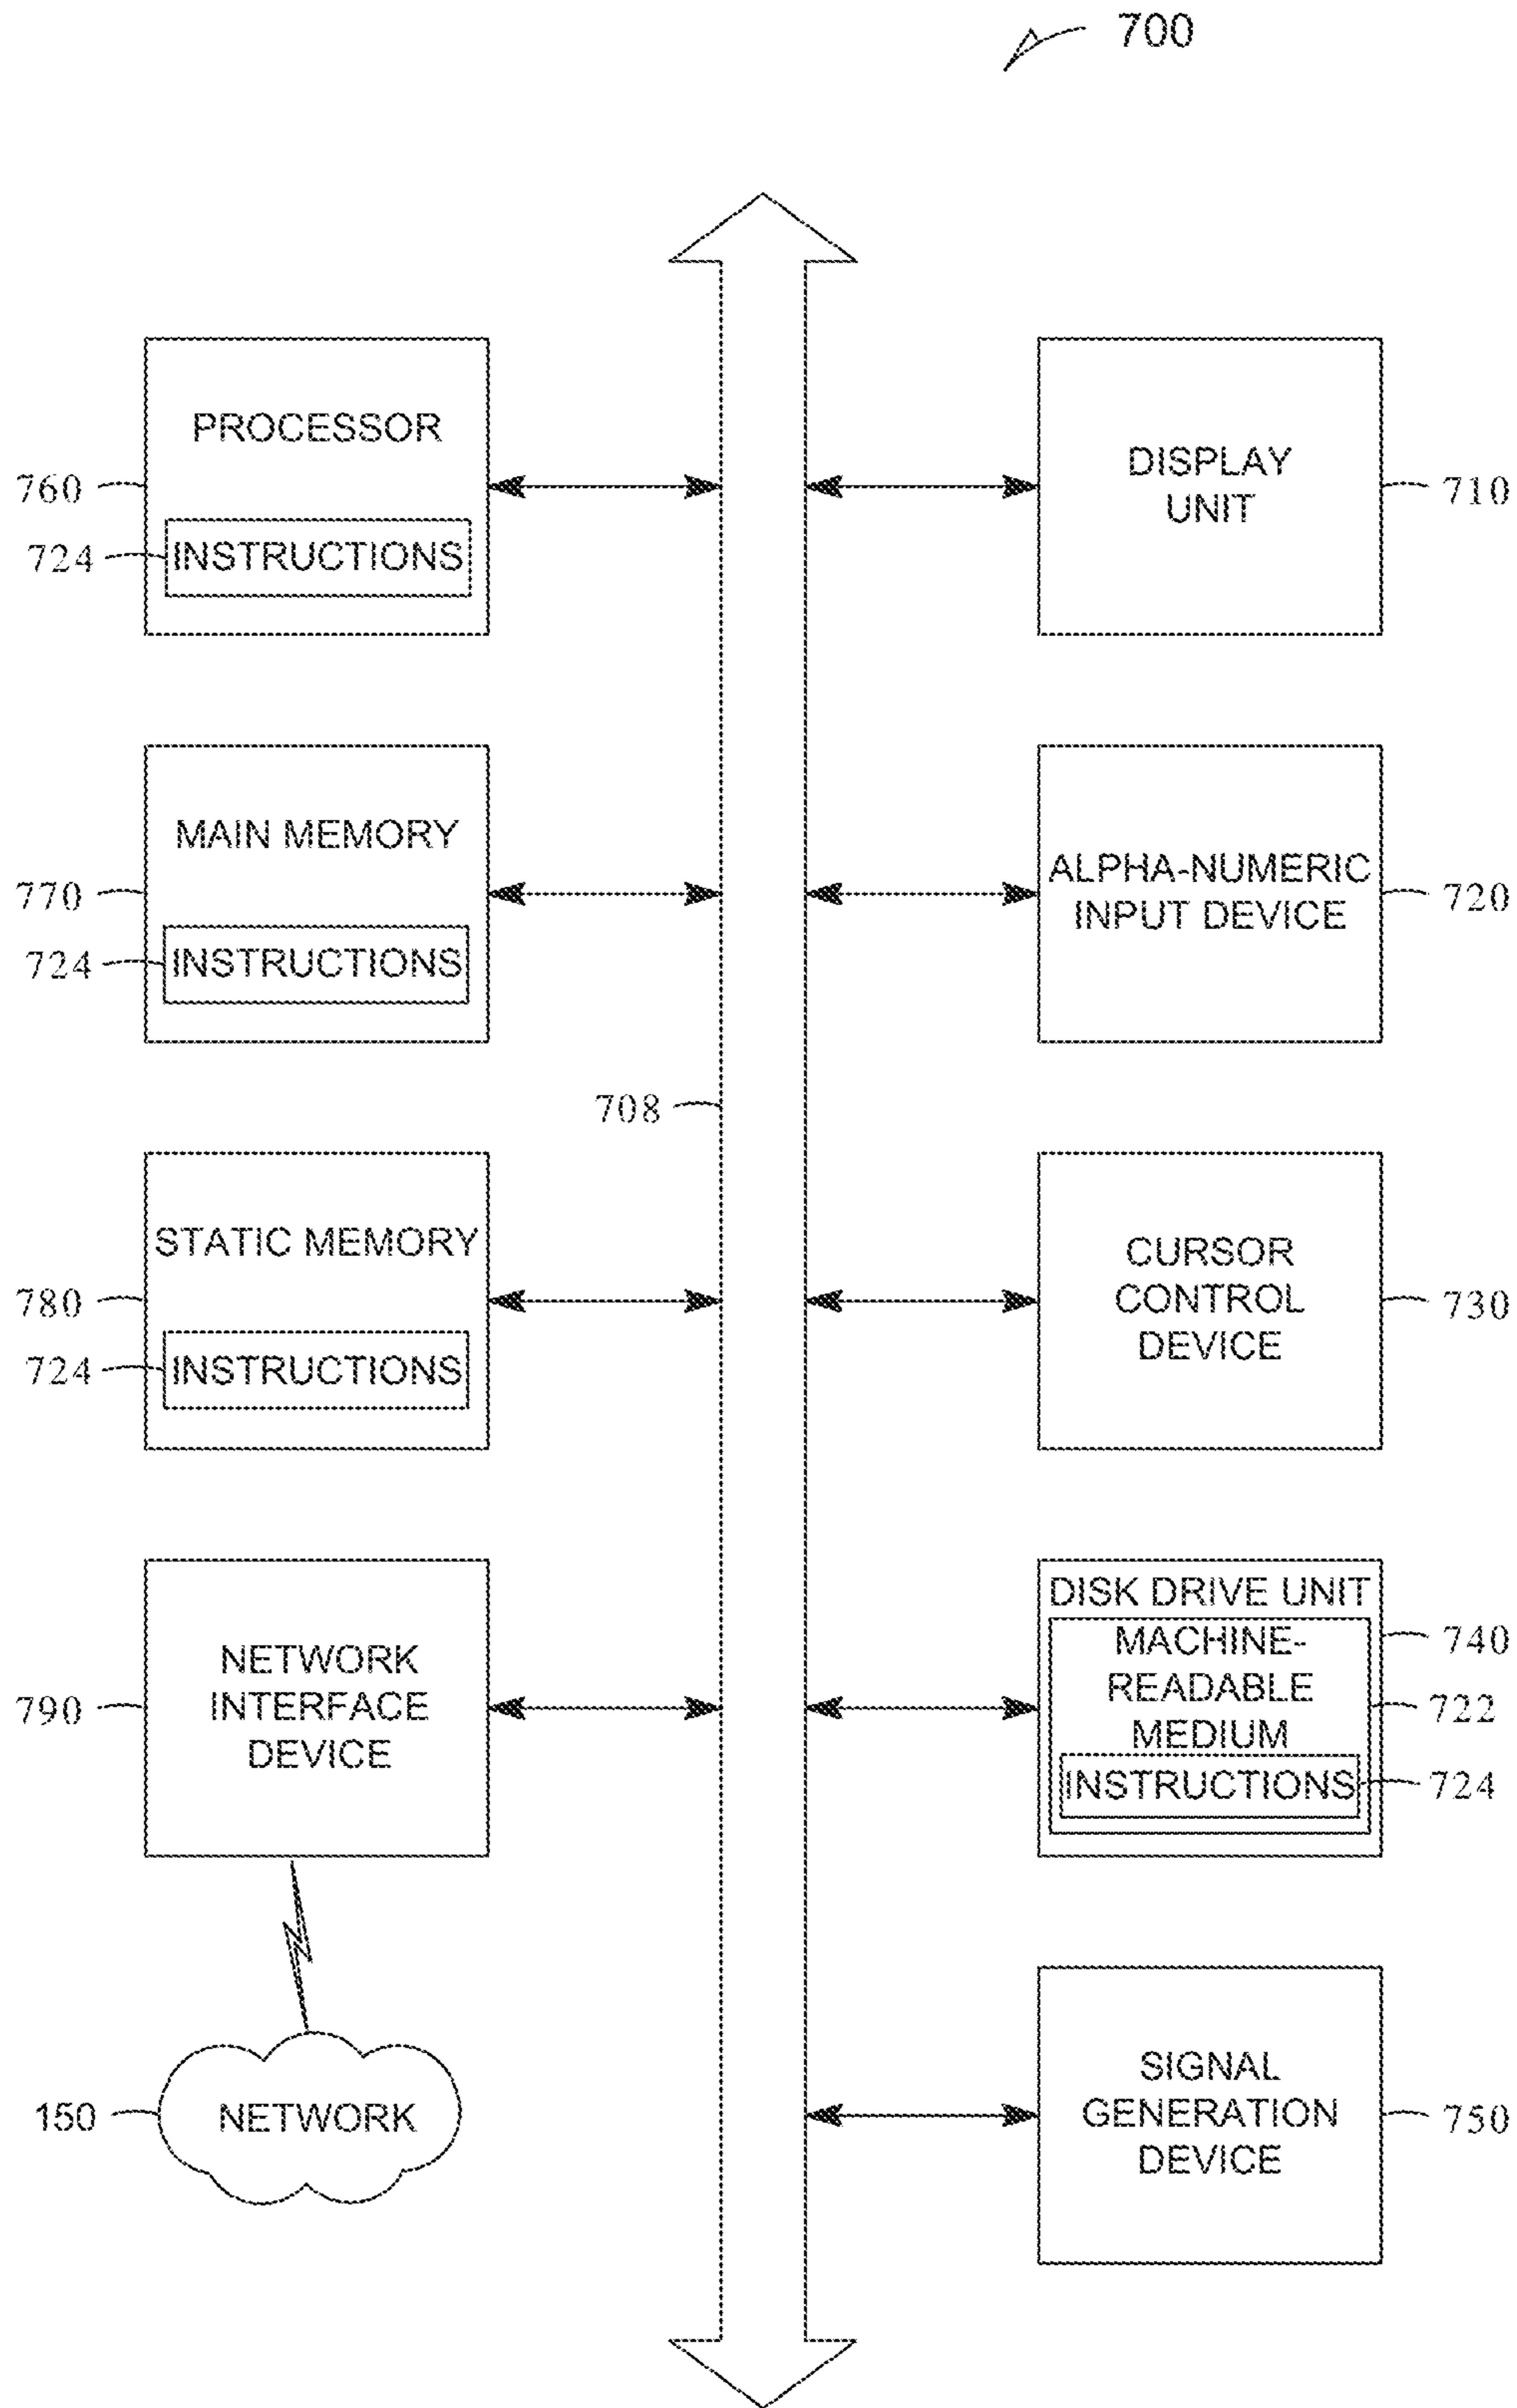 700
PROCESSOR
760
724
INSTRUCTIONS
DISPLAY
UNIT
710
MAIN MEMORY
770
724
INSTRUCTIONS
ALPHA-NUMERIC
INPUT DEVICE
720
708
STATIC MEMORY
780
724
INSTRUCTIONS
CURSOR
CONTROL
DEVICE
730
NETWORK
INTERFACE
DEVICE
790
DISK DRIVE UNIT
740
MACHINE-
READABLE
MEDIUM
722
INSTRUCTIONS
724
150
NETWORK
SIGNAL
GENERATION
DEVICE
750